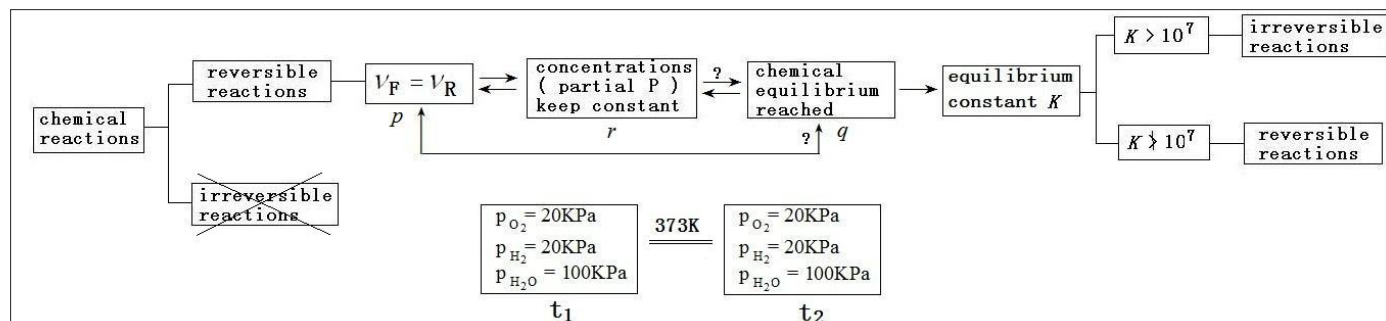 chemical
reactions
reversible
reactions
irreversible
reactions
V_F = V_R
p
concentrations
( partial P )
keep constant
r
?
chemical
equilibrium
reached
?
q
equilibrium
constant K
K > 10^7
irreversible
reactions
K ≯ 10^7
reversible
reactions
p_O2 = 20KPa
p_H2 = 20KPa
p_H2O = 100KPa
t1
373K
p_O2 = 20KPa
p_H2 = 20KPa
p_H2O = 100KPa
t2